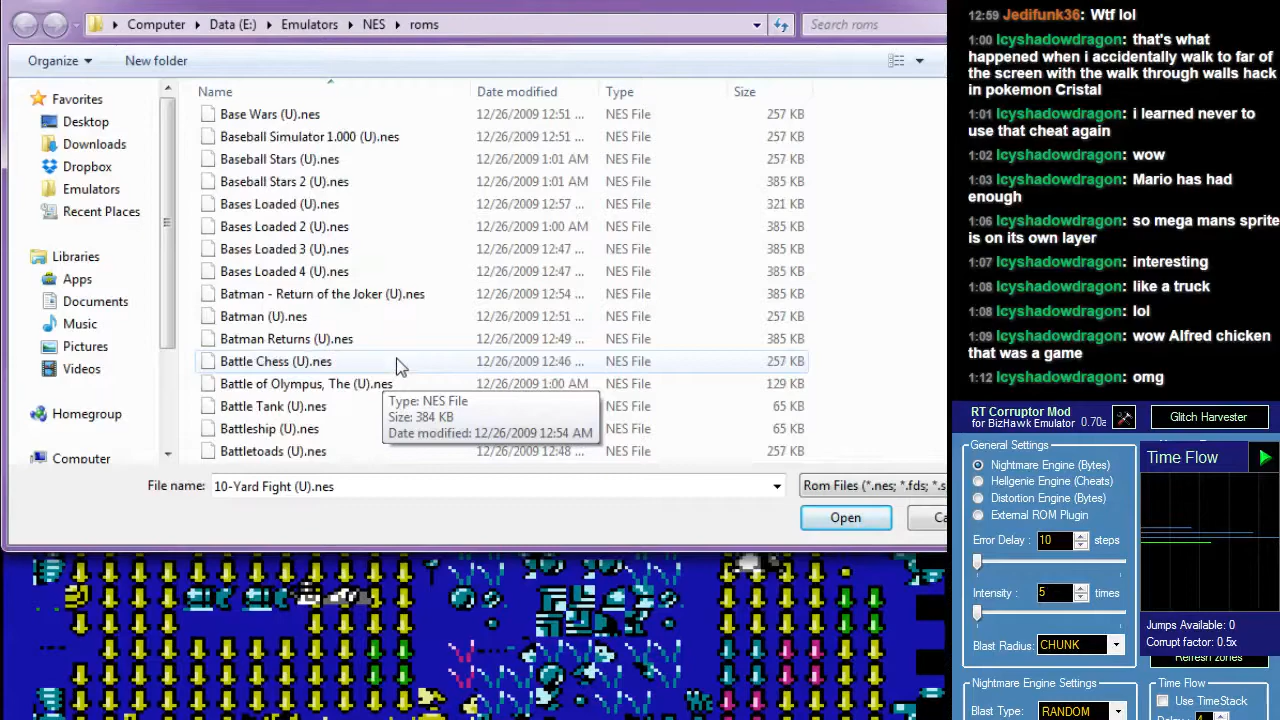 Computer ▸ Data (E:) ▸ Emulators ▸ NES ▸ roms
Search roms
Organize
New folder
Name Date modified Type Size
Favorites
Desktop
Downloads
Dropbox
Emulators
Recent Places
Libraries
Apps
Documents
Music
Pictures
Videos
Homegroup
Computer
Base Wars (U).nes 12/26/2009 12:51 ... NES File 257 KB
Baseball Simulator 1.000 (U).nes 12/26/2009 12:51 ... NES File 257 KB
Baseball Stars (U).nes 12/26/2009 1:01 AM NES File 257 KB
Baseball Stars 2 (U).nes 12/26/2009 1:01 AM NES File 385 KB
Bases Loaded (U).nes 12/26/2009 12:57 ... NES File 321 KB
Bases Loaded 2 (U).nes 12/26/2009 1:00 AM NES File 385 KB
Bases Loaded 3 (U).nes 12/26/2009 12:47 ... NES File 385 KB
Bases Loaded 4 (U).nes 12/26/2009 12:47 ... NES File 385 KB
Batman - Return of the Joker (U).nes 12/26/2009 12:54 ... NES File 385 KB
Batman (U).nes 12/26/2009 12:51 ... NES File 257 KB
Batman Returns (U).nes 12/26/2009 12:49 ... NES File 385 KB
Battle Chess (U).nes 12/26/2009 12:46 ... NES File 257 KB
Battle of Olympus, The (U).nes 12/26/2009 1:00 AM NES File 129 KB
Battle Tank (U).nes NES File 65 KB
Battleship (U).nes NES File 65 KB
Battletoads (U).nes 12/26/2009 12:48 ... NES File 257 KB
Type: NES File
Size: 384 KB
Date modified: 12/26/2009 12:54 AM
File name: 10-Yard Fight (U).nes
Rom Files (*.nes; *.fds; *.s
Open
Ca
12:59 Jedifunk36: Wtf lol
1:00 Icyshadowdragon: that's what
happened when i accidentally walk to far of
the screen with the walk through walls hack
in pokemon Cristal
1:01 Icyshadowdragon: i learned never to
use that cheat again
1:02 Icyshadowdragon: wow
1:03 Icyshadowdragon: Mario has had
enough
1:06 Icyshadowdragon: so mega mans sprite
is on its own layer
1:07 Icyshadowdragon: interesting
1:08 Icyshadowdragon: like a truck
1:08 Icyshadowdragon: lol
1:09 Icyshadowdragon: wow Alfred chicken
that was a game
1:12 Icyshadowdragon: omg
RT Corruptor Mod
for BizHawk Emulator 0.70a
Glitch Harvester
General Settings
Nightmare Engine (Bytes)
Hellgenie Engine (Cheats)
Distortion Engine (Bytes)
External ROM Plugin
Error Delay : 10 steps
Intensity : 5 times
Blast Radius: CHUNK
Time Flow
Jumps Available: 0
Corrupt factor: 0.5x
Refresh Zones
Nightmare Engine Settings
Blast Type: RANDOM
Time Flow
Use TimeStack